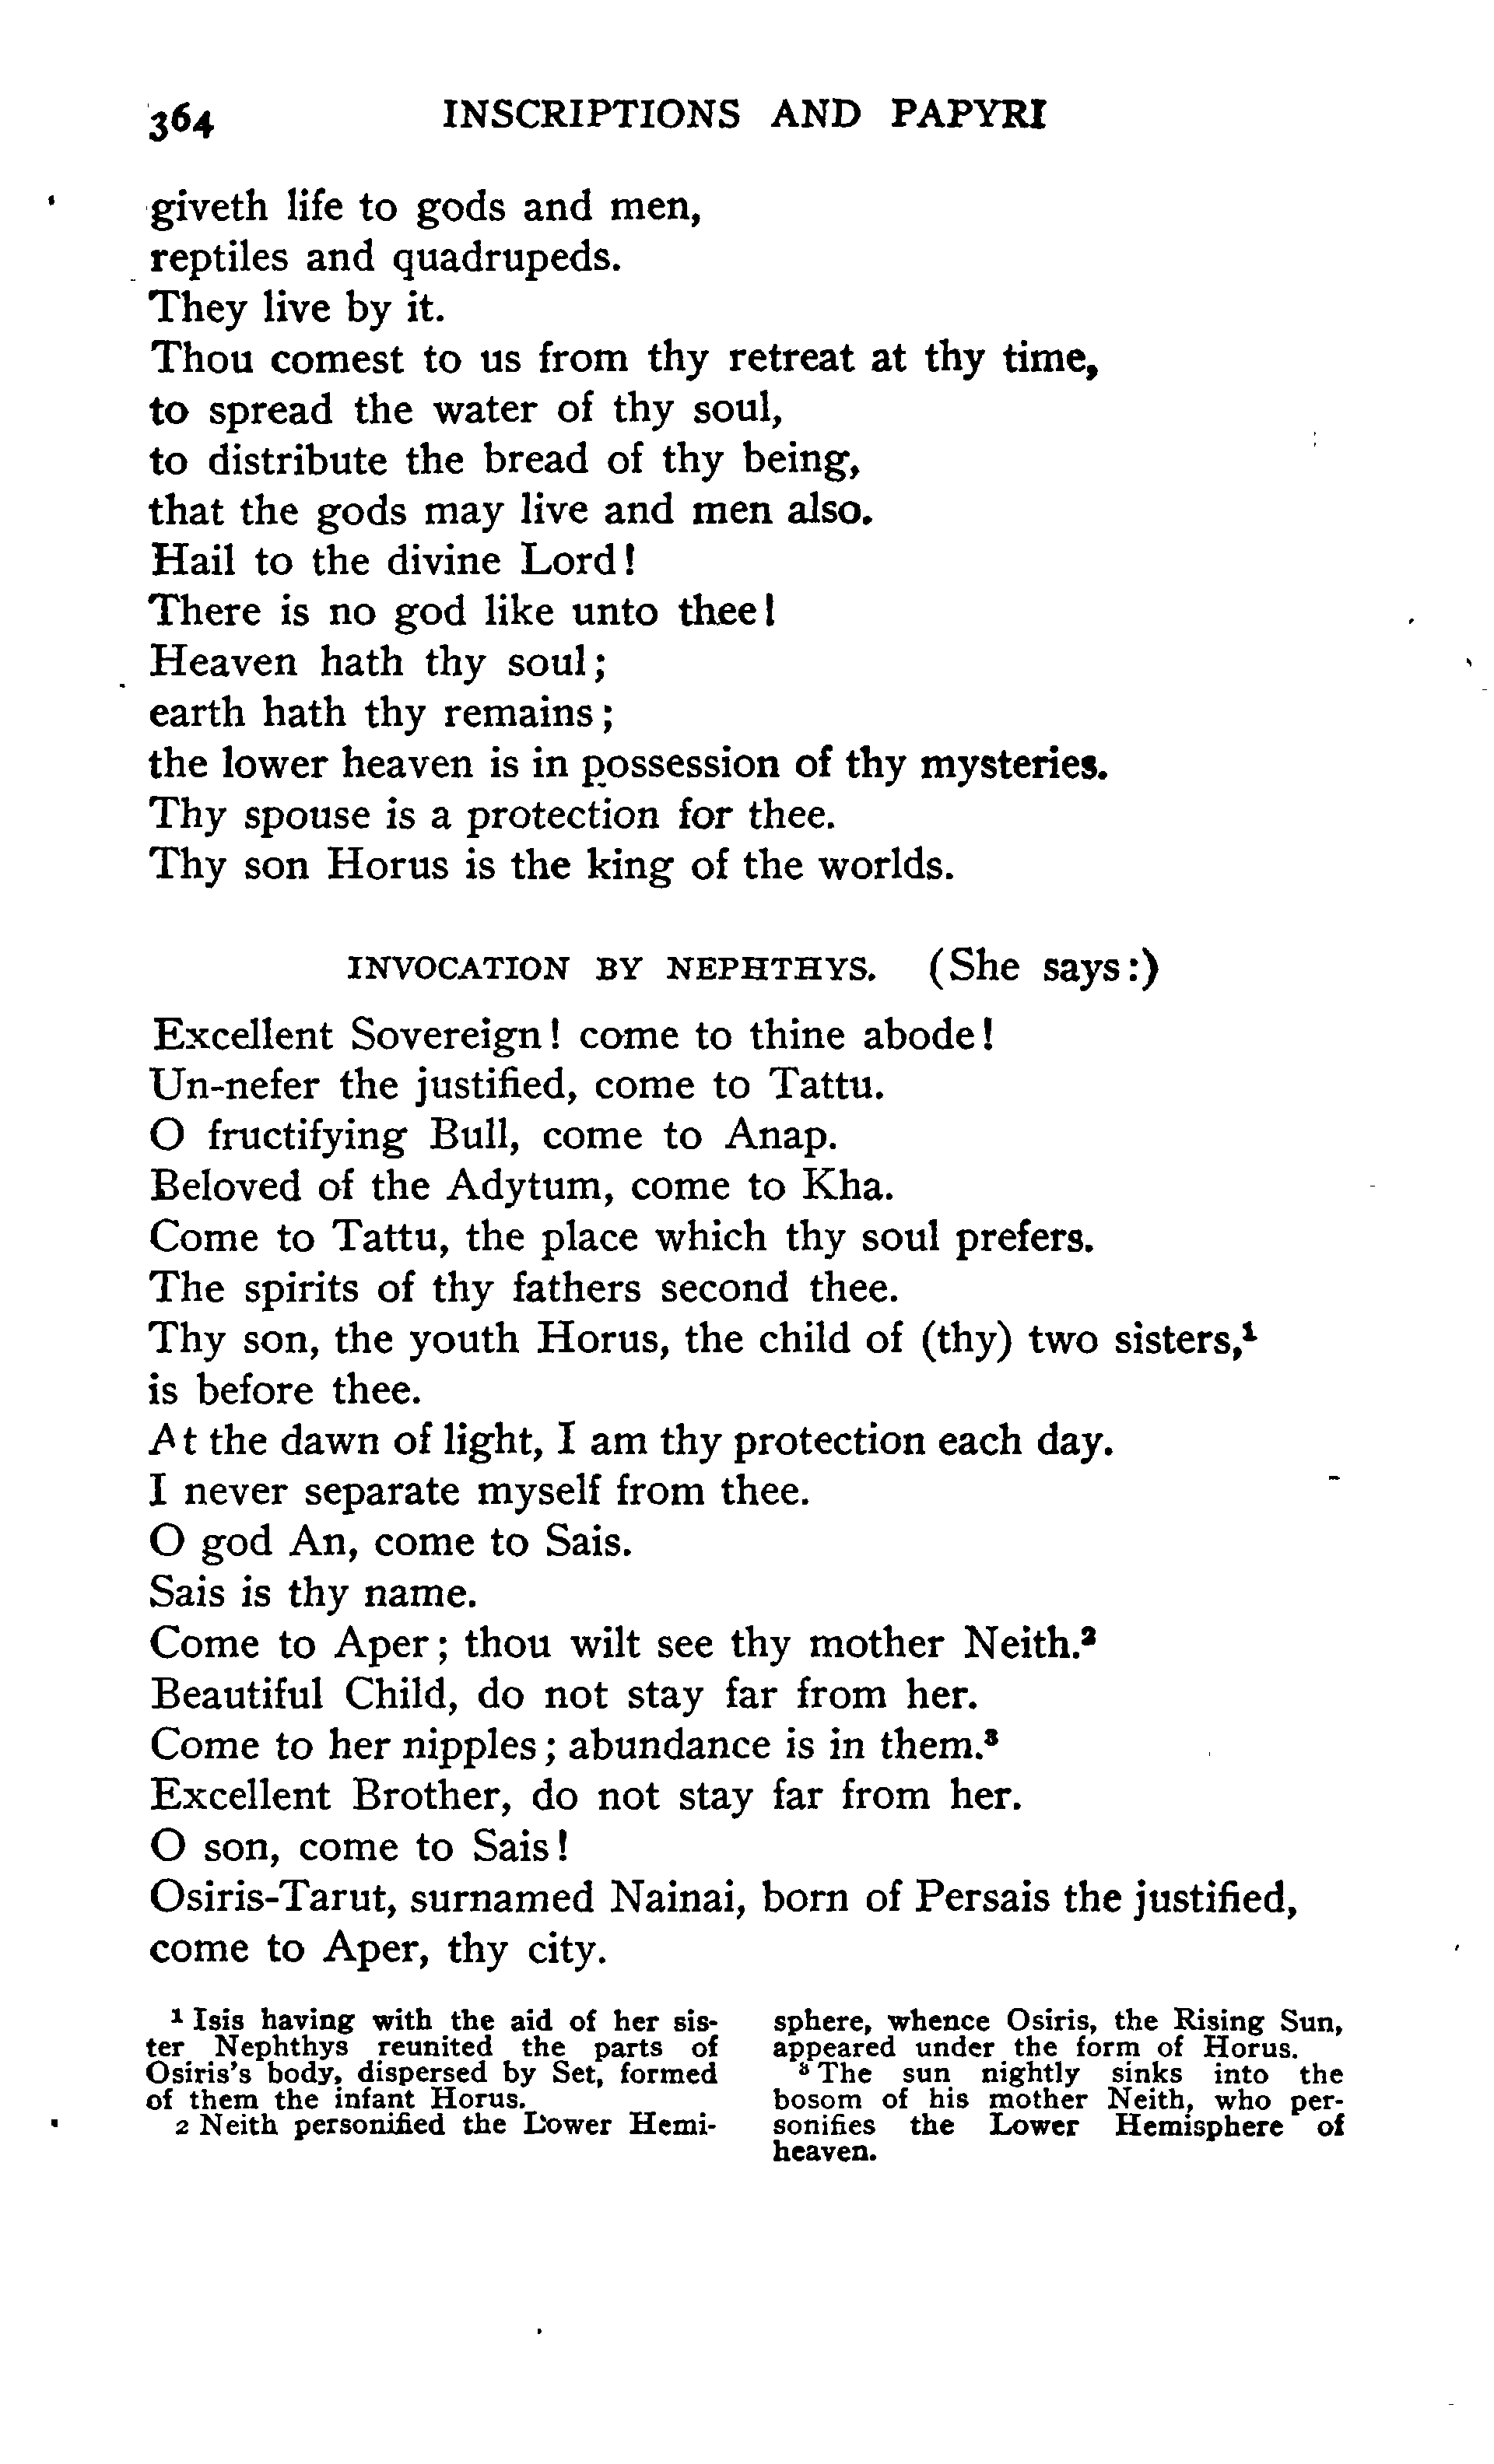 364 INSCRIPTIONS AND PAPYRI
giveth life to gods and men,
reptiles and quadrupeds.
They live by it.
Thou comest to us from thy retreat at thy time,
to spread the water of thy soul,
to distribute the bread of thy being,
that the gods may live and men also.
Hail to the divine Lord!
There is no god like unto thee!
Heaven hath thy soul;
earth hath thy remains;
the lower heaven is in possession of thy mysteries.
Thy spouse is a protection for thee.
Thy son Horus is the king of the worlds.
INVOCATION BY NEPHTHYS. (She says:)
Excellent Sovereign! come to thine abode!
Un-nefer the justified, come to Tattu.
O fructifying Bull, come to Anap.
Beloved of the Adytum, come to Kha.
Come to Tattu, the place which thy soul prefers.
The spirits of thy fathers second thee.
Thy son, the youth Horus, the child of (thy) two sisters,¹
is before thee.
At the dawn of light, I am thy protection each day.
I never separate myself from thee.
O god An, come to Sais.
Sais is thy name.
Come to Aper; thou wilt see thy mother Neith.²
Beautiful Child, do not stay far from her.
Come to her nipples; abundance is in them.³
Excellent Brother, do not stay far from her.
O son, come to Sais!
Osiris-Tarut, surnamed Nainai, born of Persais the justified,
come to Aper, thy city.
¹ Isis having with the aid of her sis-
ter Nephthys reunited the parts of
Osiris's body, dispersed by Set, formed
of them the infant Horus.
2 Neith personified the Lower Hemi-
sphere, whence Osiris, the Rising Sun,
appeared under the form of Horus.
³ The sun nightly sinks into the
bosom of his mother Neith, who per-
sonifies the Lower Hemisphere of
heaven.